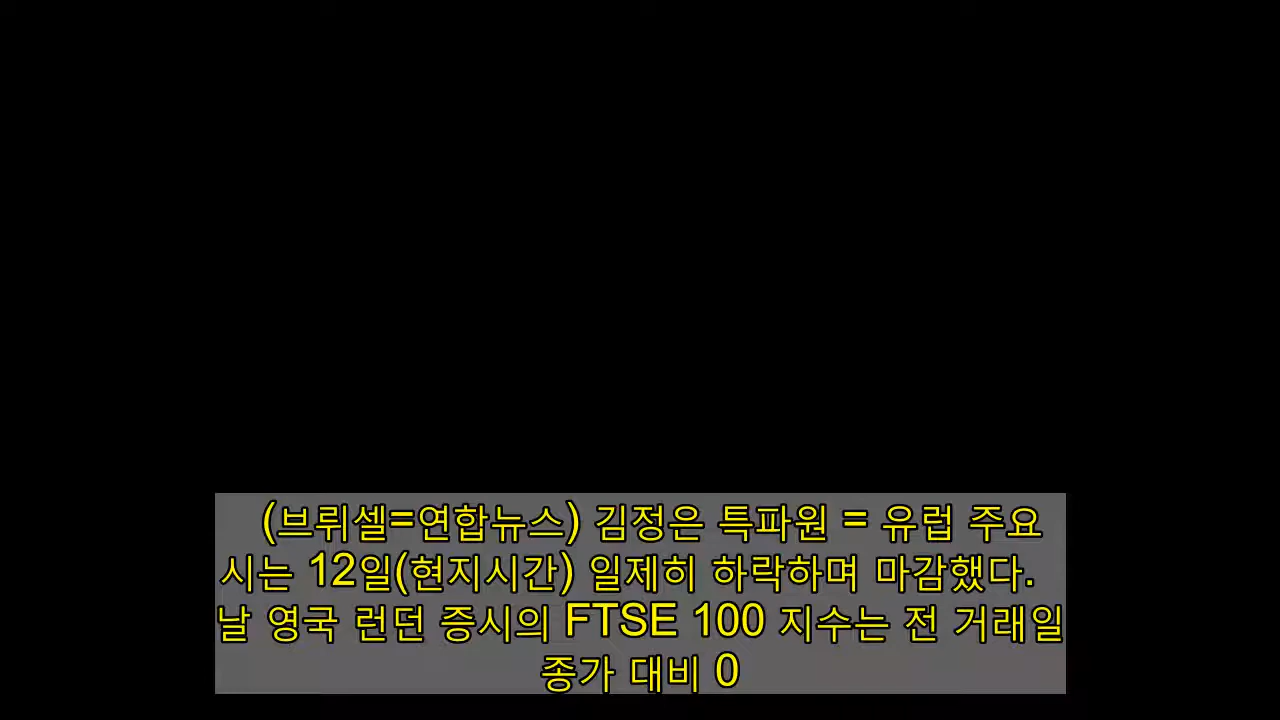 (브뤼셀=연합뉴스) 김정은 특파원 = 유럽 주요
시는 12일(현지시간) 일제히 하락하며 마감했다.
날 영국 런던 증시의 FTSE 100 지수는 전 거래일
종가 대비 0